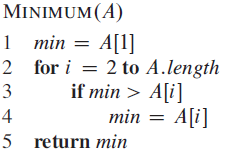 MINIMUM(A)
1 min = A[1]
2 for i = 2 to A.length
3 if min > A[i]
4 min = A[i]
5 return min